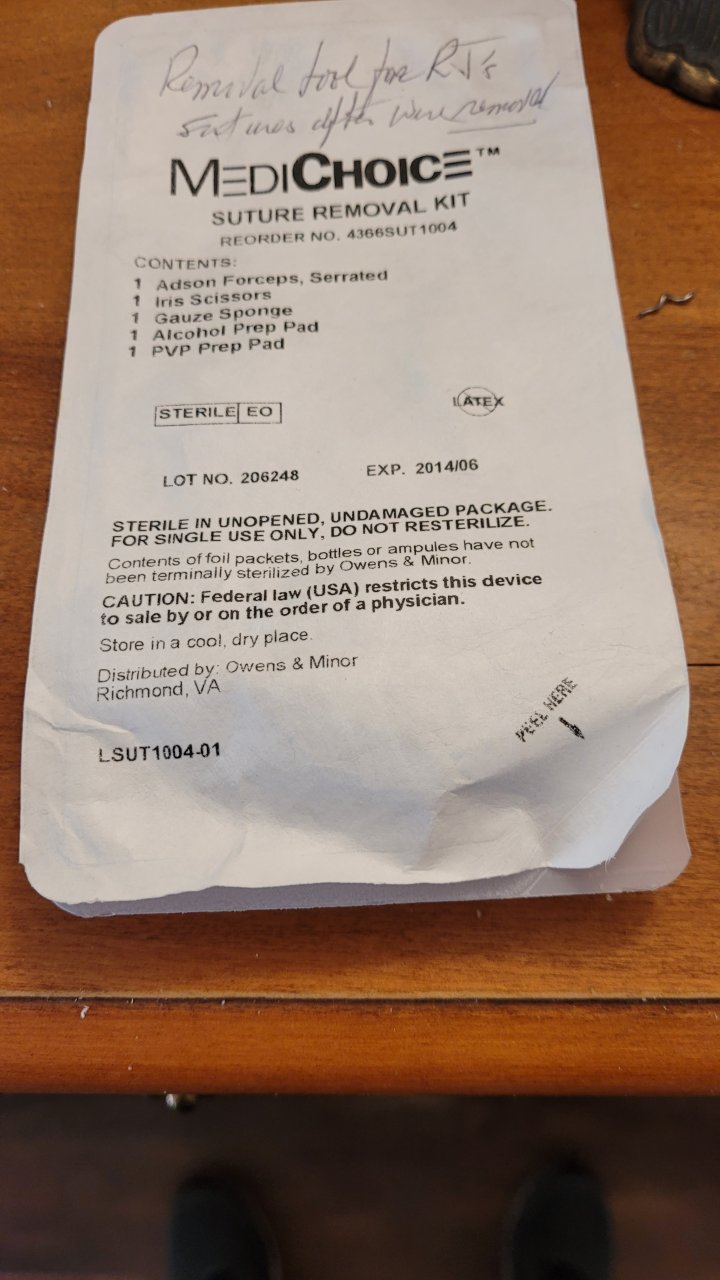 Removal tool for RJ's
sutures after wire removal
MEDICHOICE™
SUTURE REMOVAL KIT
REORDER NO. 4366SUT1004
CONTENTS:
1 Adson Forceps, Serrated
1 Iris Scissors
1 Gauze Sponge
1 Alcohol Prep Pad
1 PVP Prep Pad
STERILE EO
LATEX
LOT NO. 206248
EXP. 2014/06
STERILE IN UNOPENED, UNDAMAGED PACKAGE.
FOR SINGLE USE ONLY, DO NOT RESTERILIZE.
Contents of foil packets, bottles or ampules have not
been terminally sterilized by Owens & Minor.
CAUTION: Federal law (USA) restricts this device
to sale by or on the order of a physician.
Store in a cool, dry place.
Distributed by: Owens & Minor
Richmond, VA
PEEL HERE
LSUT1004-01